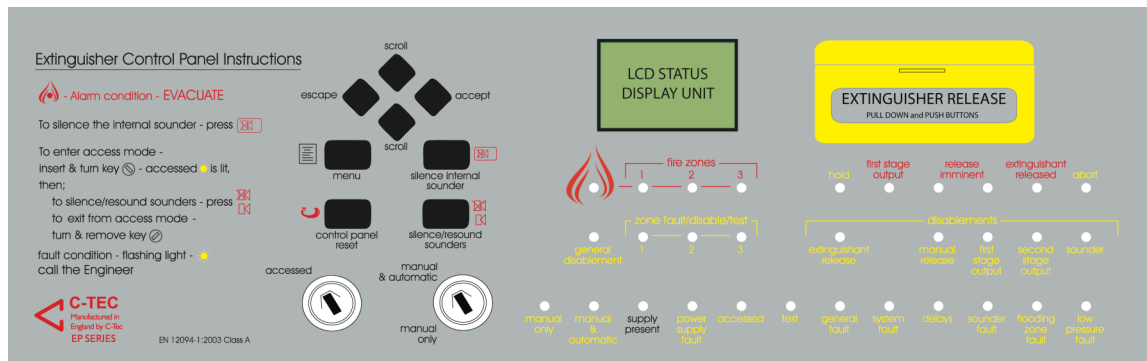 Extinguisher Control Panel Instructions
- Alarm condition - EVACUATE
To silence the internal sounder - press
To enter access mode -
insert & turn key - accessed is lit,
then;
to silence/resound sounders - press
to exit from access mode -
turn & remove key
fault condition - flashing light -
call the Engineer
C-TEC
Manufactured in
England by C-Tec
EP SERIES
EN 12094-1:2003 Class A
scroll
escape
accept
scroll
menu
silence internal
sounder
control panel
reset
silence/resound
sounders
accessed
manual
& automatic
manual
only
LCD STATUS
DISPLAY UNIT
EXTINGUISHER RELEASE
PULL DOWN and PUSH BUTTONS
fire zones
1 2 3
hold
first stage
output
release
imminent
extinguishant
released
abort
zone fault/disable/test
general
disablement
1 2 3
disablements
extinguishant
release
manual
release
first
stage
output
second
stage
output
sounder
manual
only
manual
&
automatic
supply
present
power
supply
fault
accessed
test
general
fault
system
fault
delays
sounder
fault
flooding
zone
fault
low
pressure
fault